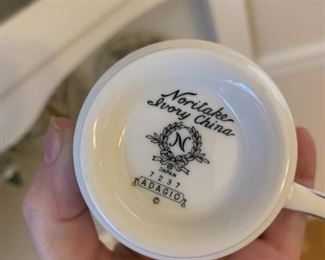 Noritake
Ivory China
N
®
JAPAN
7237
ADAGIO
©